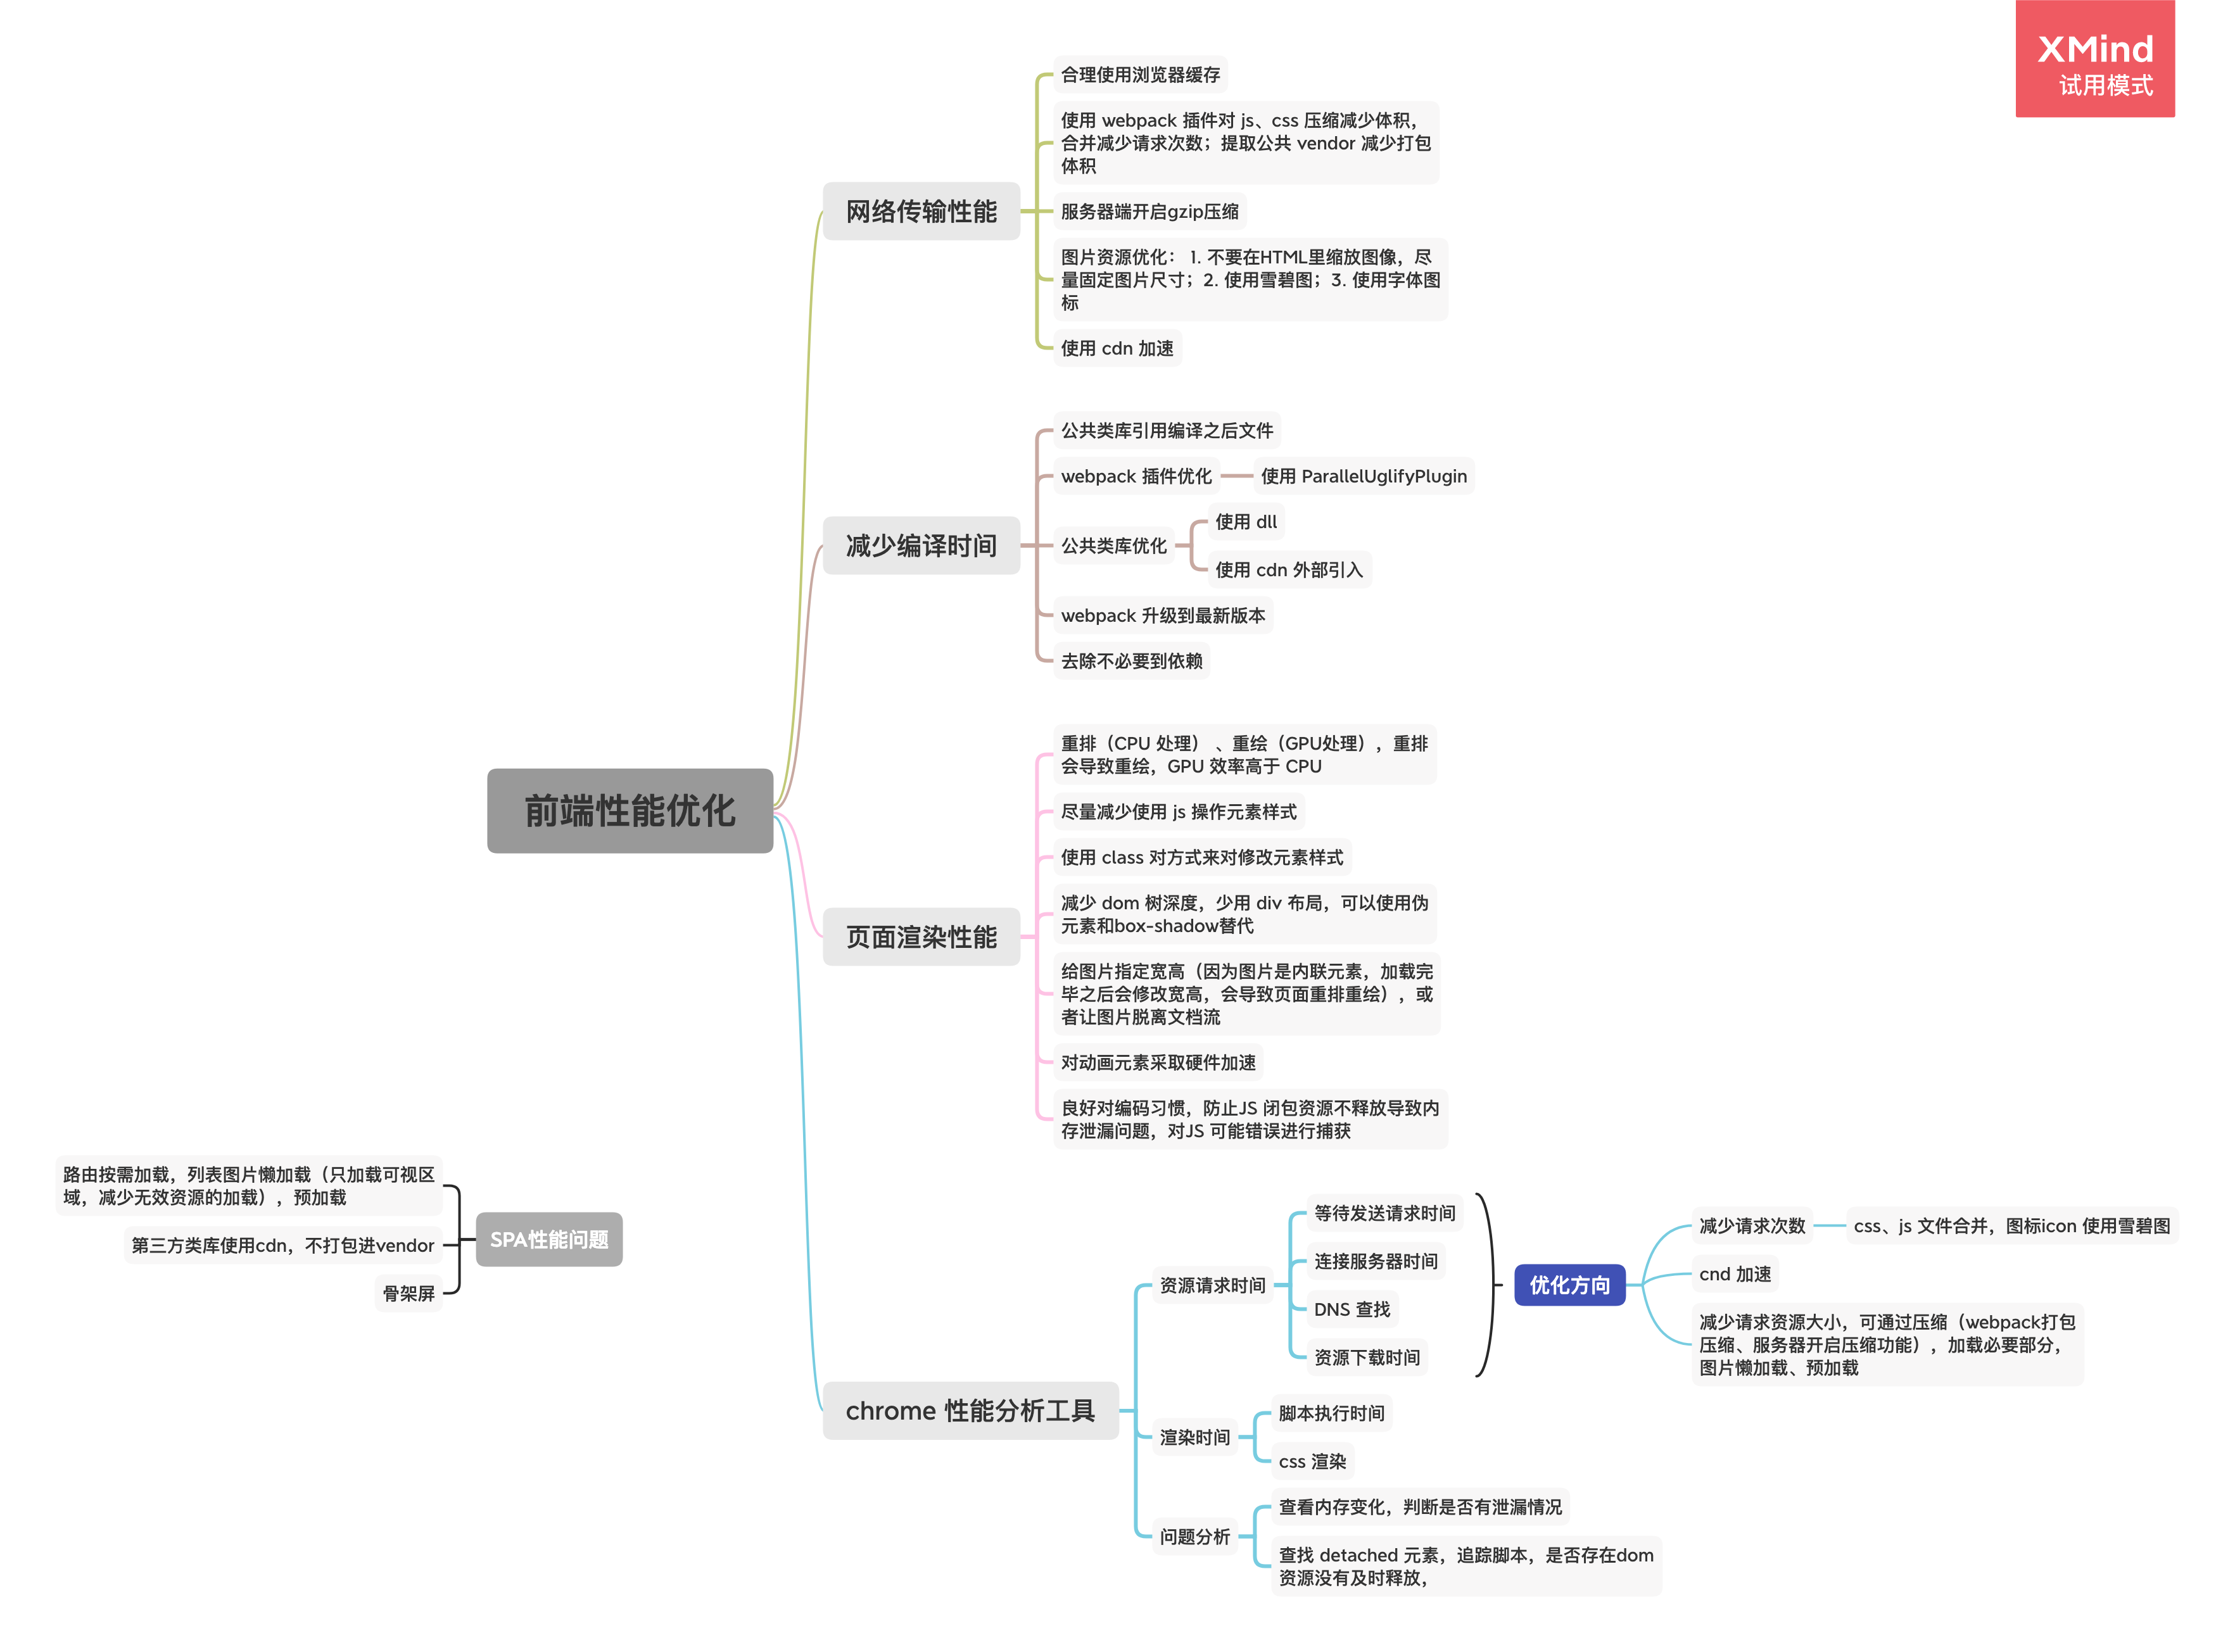 XMind
试用模式
前端性能优化
网络传输性能
合理使用浏览器缓存
使用 webpack 插件对 js、css 压缩减少体积，
合并减少请求次数；提取公共 vendor 减少打包
体积
服务器端开启gzip压缩
图片资源优化： 1. 不要在HTML里缩放图像，尽
量固定图片尺寸；2. 使用雪碧图；3. 使用字体图
标
使用 cdn 加速
减少编译时间
公共类库引用编译之后文件
webpack 插件优化
使用 ParallelUglifyPlugin
公共类库优化
使用 dll
使用 cdn 外部引入
webpack 升级到最新版本
去除不必要到依赖
页面渲染性能
重排（CPU 处理） 、重绘（GPU处理），重排
会导致重绘，GPU 效率高于 CPU
尽量减少使用 js 操作元素样式
使用 class 对方式来对修改元素样式
减少 dom 树深度，少用 div 布局，可以使用伪
元素和box-shadow替代
给图片指定宽高（因为图片是内联元素，加载完
毕之后会修改宽高，会导致页面重排重绘），或
者让图片脱离文档流
对动画元素采取硬件加速
良好对编码习惯，防止JS 闭包资源不释放导致内
存泄漏问题，对JS 可能错误进行捕获
chrome 性能分析工具
资源请求时间
等待发送请求时间
连接服务器时间
DNS 查找
资源下载时间
优化方向
减少请求次数
css、js 文件合并，图标icon 使用雪碧图
cnd 加速
减少请求资源大小，可通过压缩（webpack打包
压缩、服务器开启压缩功能），加载必要部分，
图片懒加载、预加载
渲染时间
脚本执行时间
css 渲染
问题分析
查看内存变化，判断是否有泄漏情况
查找 detached 元素，追踪脚本，是否存在dom
资源没有及时释放，
SPA性能问题
路由按需加载，列表图片懒加载（只加载可视区
域，减少无效资源的加载），预加载
第三方类库使用cdn，不打包进vendor
骨架屏